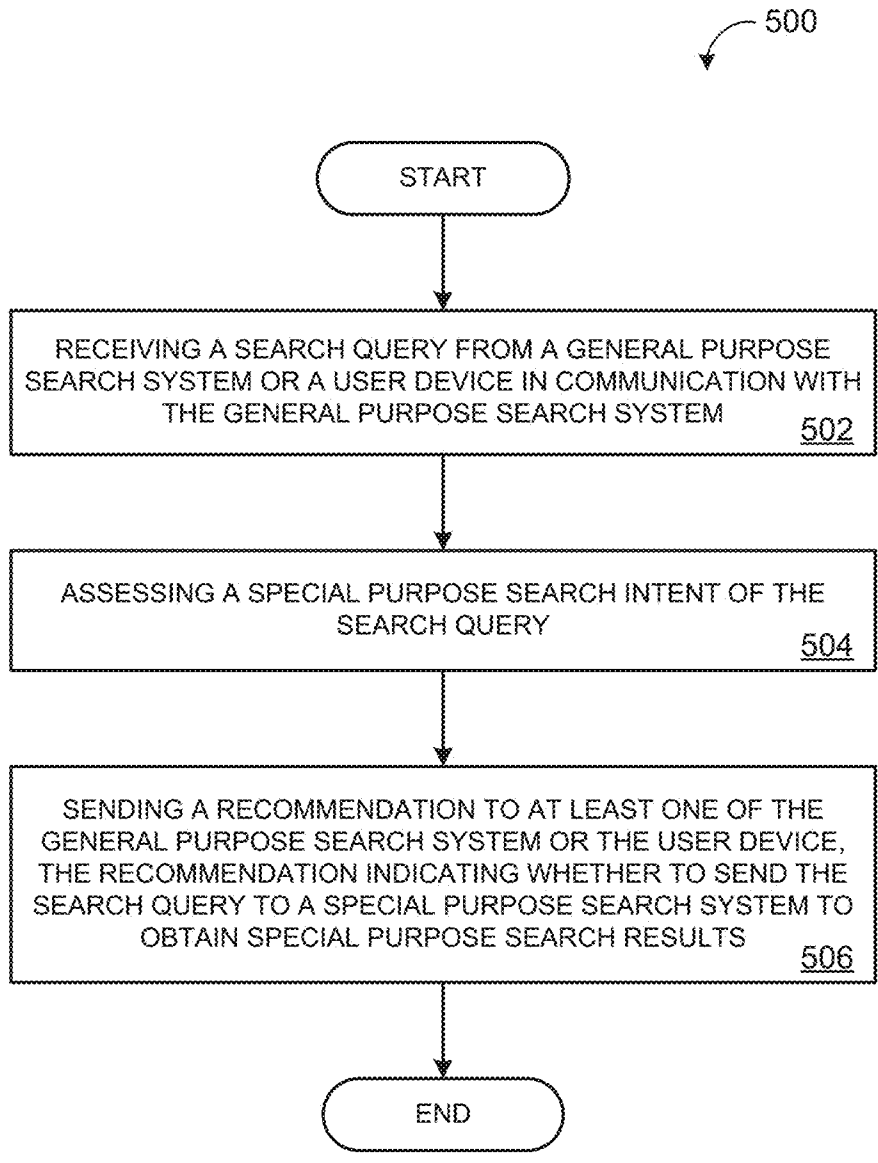 500
START
RECEIVING A SEARCH QUERY FROM A GENERAL PURPOSE
SEARCH SYSTEM OR A USER DEVICE IN COMMUNICATION WITH
THE GENERAL PURPOSE SEARCH SYSTEM
502
ASSESSING A SPECIAL PURPOSE SEARCH INTENT OF THE
SEARCH QUERY
504
SENDING A RECOMMENDATION TO AT LEAST ONE OF THE
GENERAL PURPOSE SEARCH SYSTEM OR THE USER DEVICE,
THE RECOMMENDATION INDICATING WHETHER TO SEND THE
SEARCH QUERY TO A SPECIAL PURPOSE SEARCH SYSTEM TO
OBTAIN SPECIAL PURPOSE SEARCH RESULTS
506
END